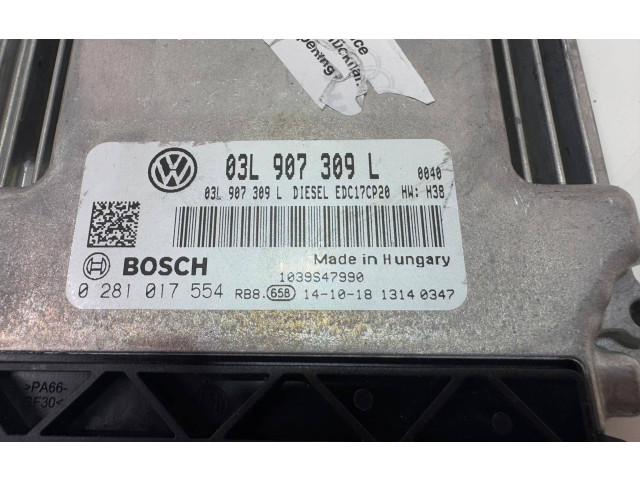 03L 907 309 L 0040
03L 907 309 L DIESEL EDC17CP20 HW: H38
BOSCH
Made in Hungary
1039S47990
0 281 017 554 RB8. 658 14-10-18 1314 0347
>PA66-